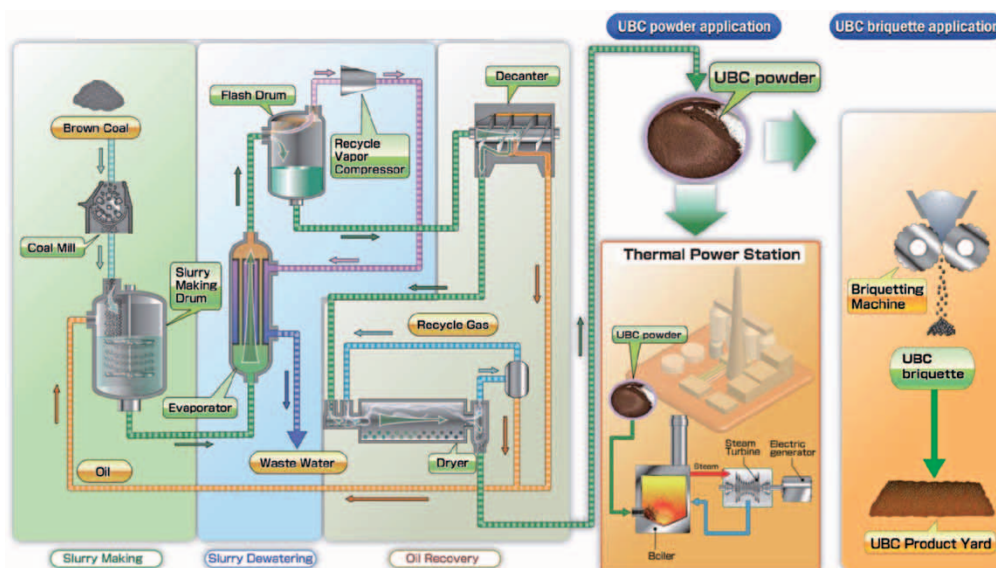 UBC powder application
UBC briquette application
Brown Coal
Coal Mill
Slurry
Making
Drum
Oil
Flash Drum
Recycle
Vapor
Compressor
Evaporator
Waste Water
Decanter
Recycle Gas
Dryer
Slurry Making
Slurry Dewatering
Oil Recovery
UBC powder
Thermal Power Station
UBC powder
Steam
Steam
Turbine
Electric
generator
Boiler
Briquetting
Machine
UBC
briquette
UBC Product Yard